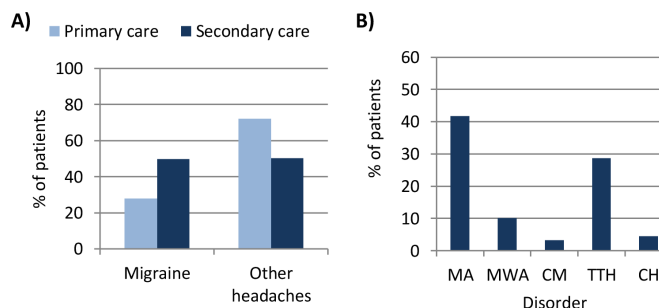 A)
Primary care Secondary care
% of patients
100
80
60
40
20
0
Migraine Other headaches
B)
% of patients
60
50
40
30
20
10
0
MA MWA CM TTH CH
Disorder